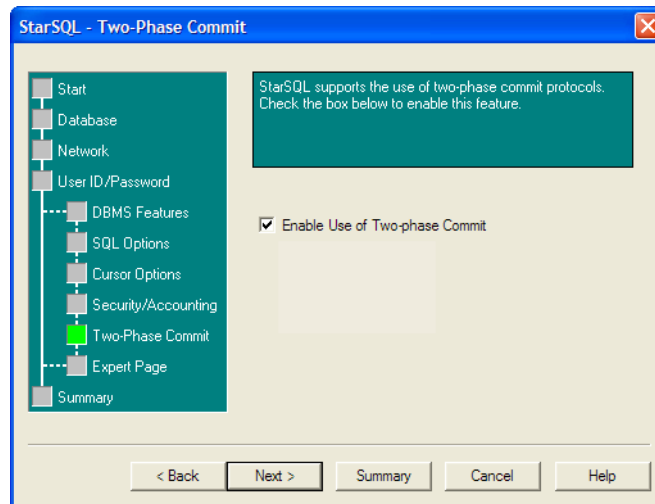 StarSQL - Two-Phase Commit
Start
Database
Network
User ID/Password
DBMS Features
SQL Options
Cursor Options
Security/Accounting
Two-Phase Commit
Expert Page
Summary
StarSQL supports the use of two-phase commit protocols.
Check the box below to enable this feature.
Enable Use of Two-phase Commit
< Back Next > Summary Cancel Help